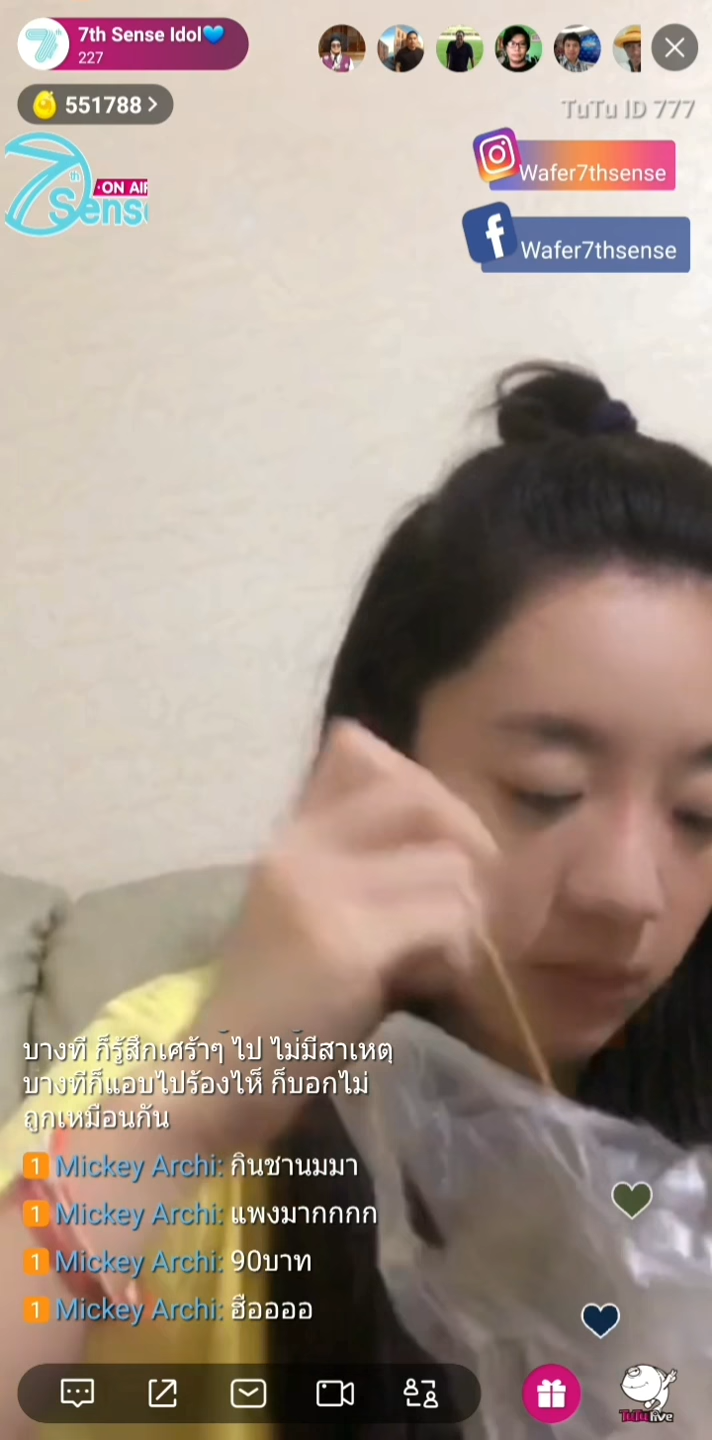 7th Sense Idol💙
227
551788
TuTu ID 777
7th Sense
·ON AIR
Wafer7thsense
f
Wafer7thsense
บางที ก็รู้สึกเศร้าๆ ไป ไม่มีสาเหตุ
บางทีก็แอบไปร้องไห้ ก็บอกไม่
ถูกเหมือนกัน
1 Mickey Archi: กินชานมมา
1 Mickey Archi: แพงมากกกก
1 Mickey Archi: 90บาท
1 Mickey Archi: ฮืออออ
TuTu live